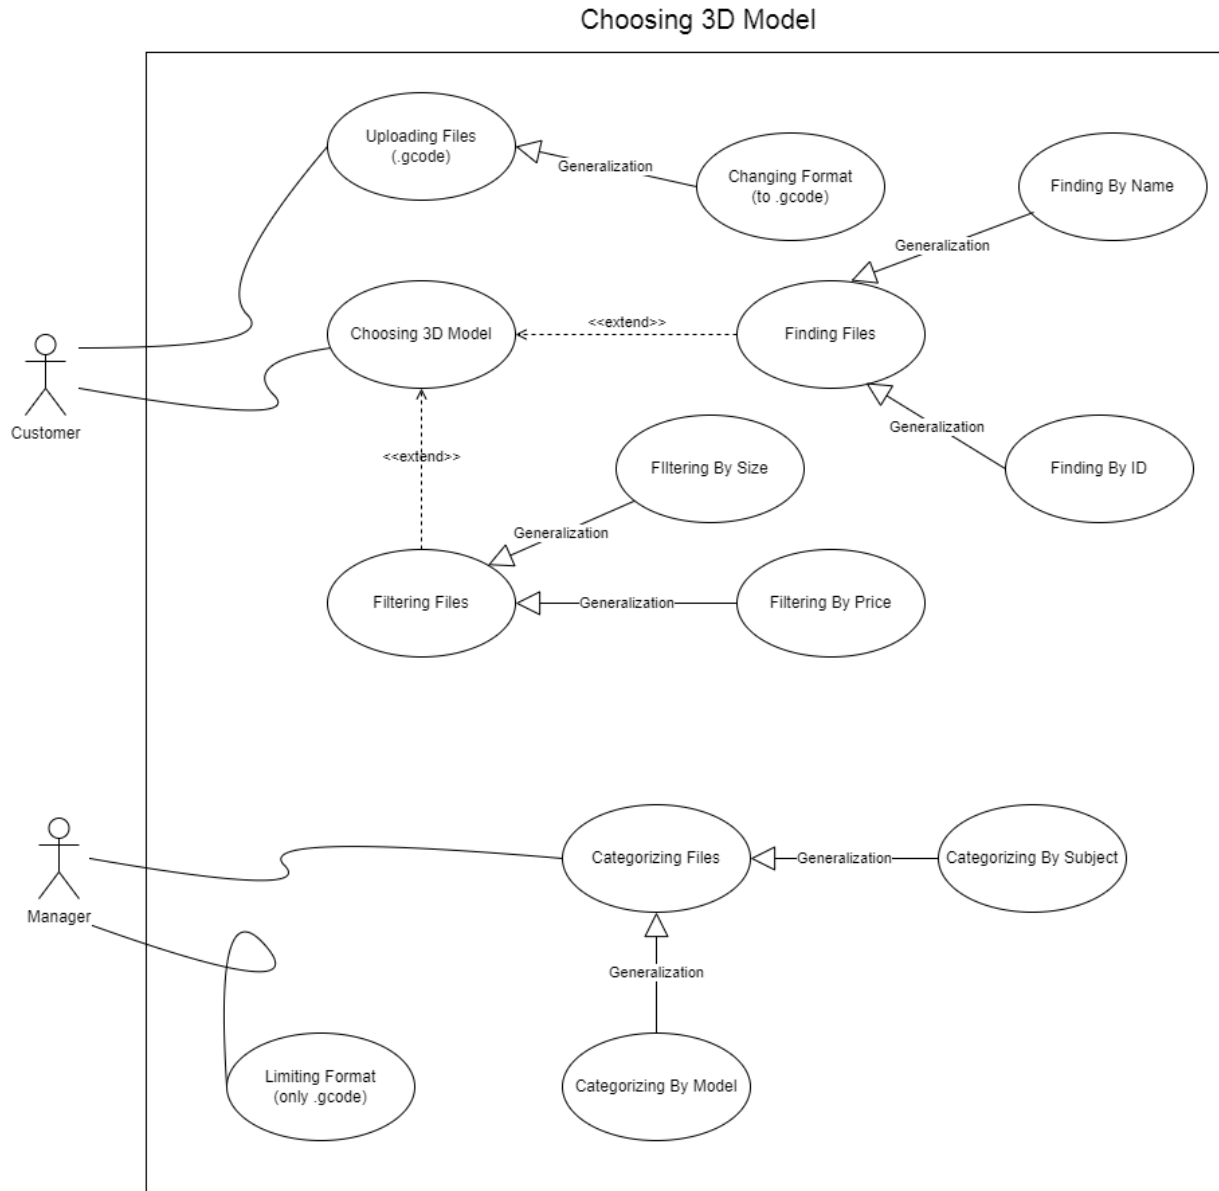 Choosing 3D Model
Uploading Files
(.gcode)
Generalization
Changing Format
(to .gcode)
Finding By Name
Generalization
Choosing 3D Model
<<extend>>
Finding Files
Customer
Generalization
<<extend>>
FIltering By Size
Finding By ID
Generalization
Filtering Files
Generalization
Filtering By Price
Manager
Categorizing Files
Generalization
Categorizing By Subject
Generalization
Limiting Format
(only .gcode)
Categorizing By Model